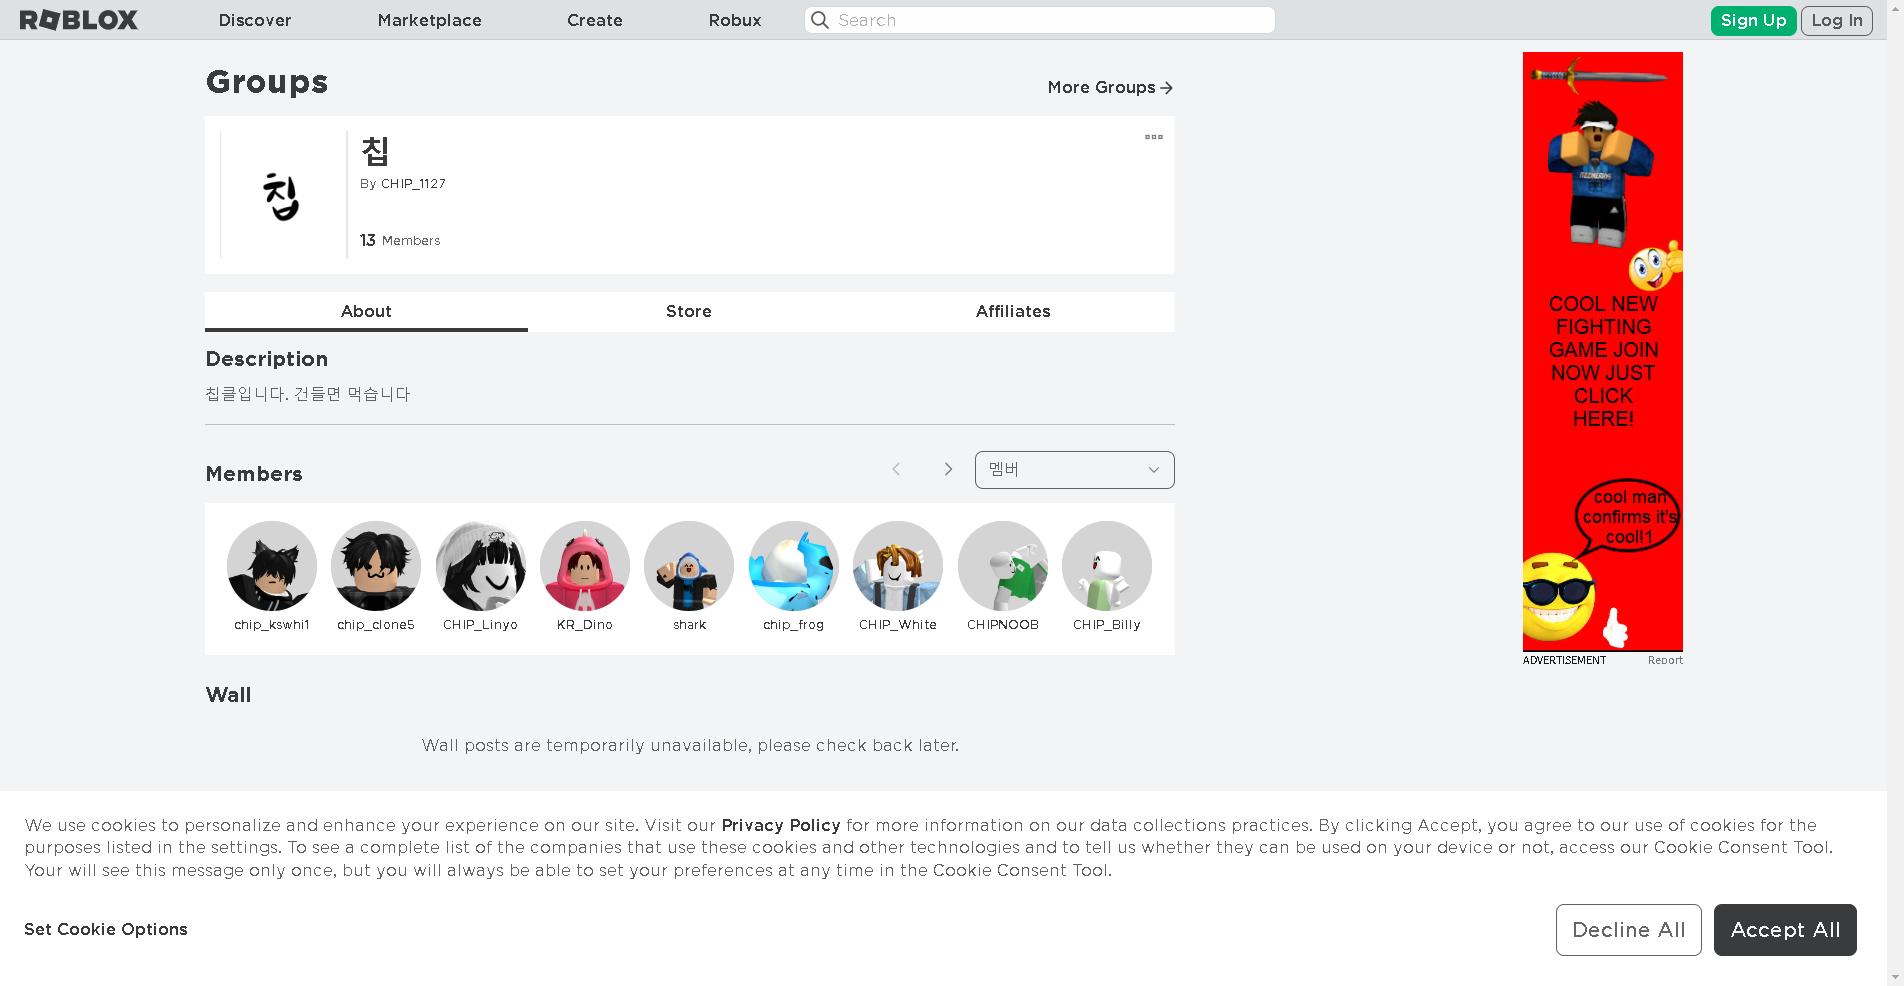 ROBLOX
Discover
Marketplace
Create
Robux
Search
Sign Up
Log In
Groups
More Groups
칩
칩
By CHIP_1127
13 Members
About
Store
Affiliates
Description
칩클입니다. 건들면 먹습니다
Members
멤버
chip_kswhi1
chip_clone5
CHIP_Linyo
KR_Dino
shark
chip_frog
CHIP_White
CHIPNOOB
CHIP_Billy
Wall
Wall posts are temporarily unavailable, please check back later.
COOL NEW
FIGHTING
GAME JOIN
NOW JUST
CLICK
HERE!
cool man
confirms it's
cool!1
ADVERTISEMENT
Report
We use cookies to personalize and enhance your experience on our site. Visit our Privacy Policy for more information on our data collections practices. By clicking Accept, you agree to our use of cookies for the
purposes listed in the settings. To see a complete list of the companies that use these cookies and other technologies and to tell us whether they can be used on your device or not, access our Cookie Consent Tool.
Your will see this message only once, but you will always be able to set your preferences at any time in the Cookie Consent Tool.
Set Cookie Options
Decline All
Accept All